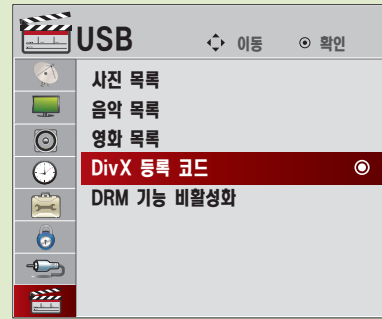 USB 이동 확인
사진 목록
음악 목록
영화 목록
DivX 등록 코드
DRM 기능 비활성화